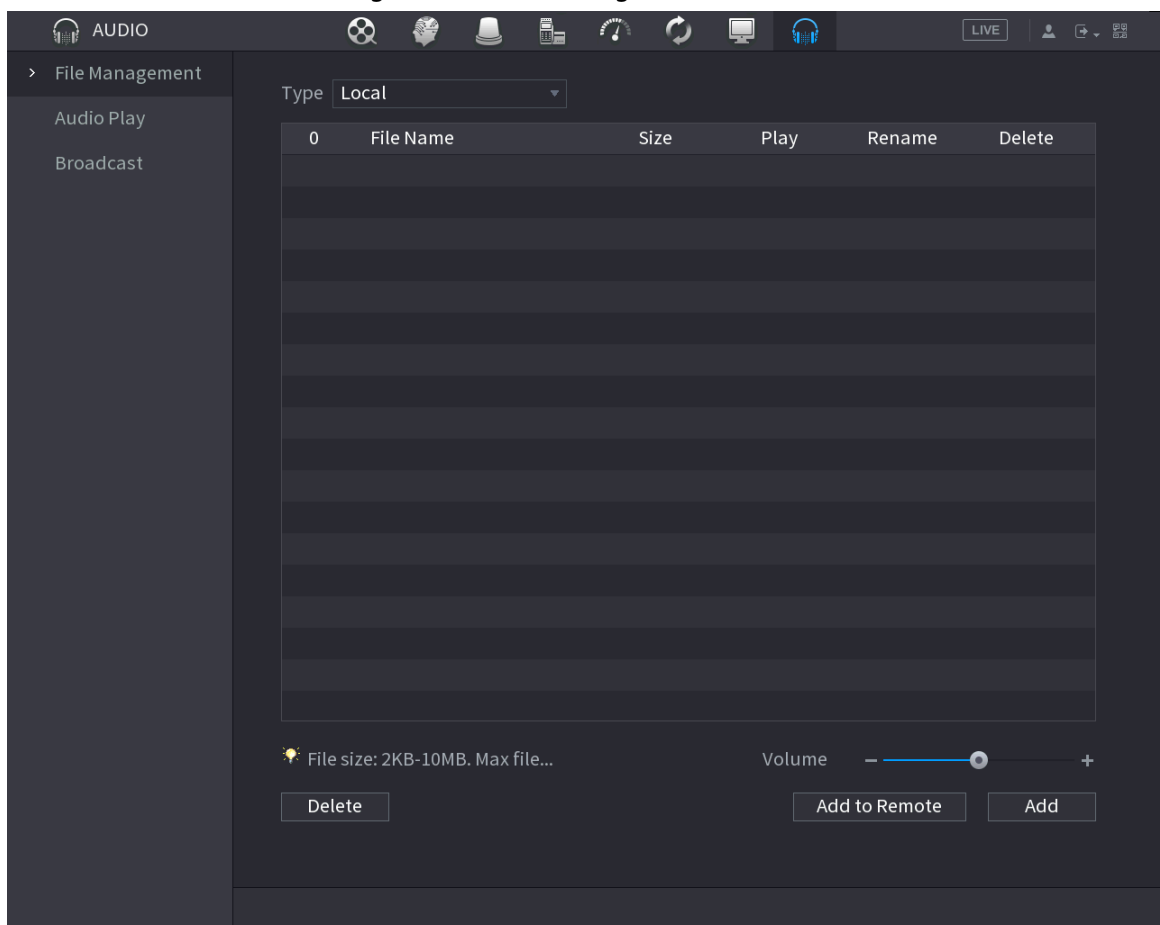 AUDIO
LIVE
File Management
Audio Play
Broadcast
Type Local
0 File Name Size Play Rename Delete
File size: 2KB-10MB. Max file...
Volume
Delete
Add to Remote
Add